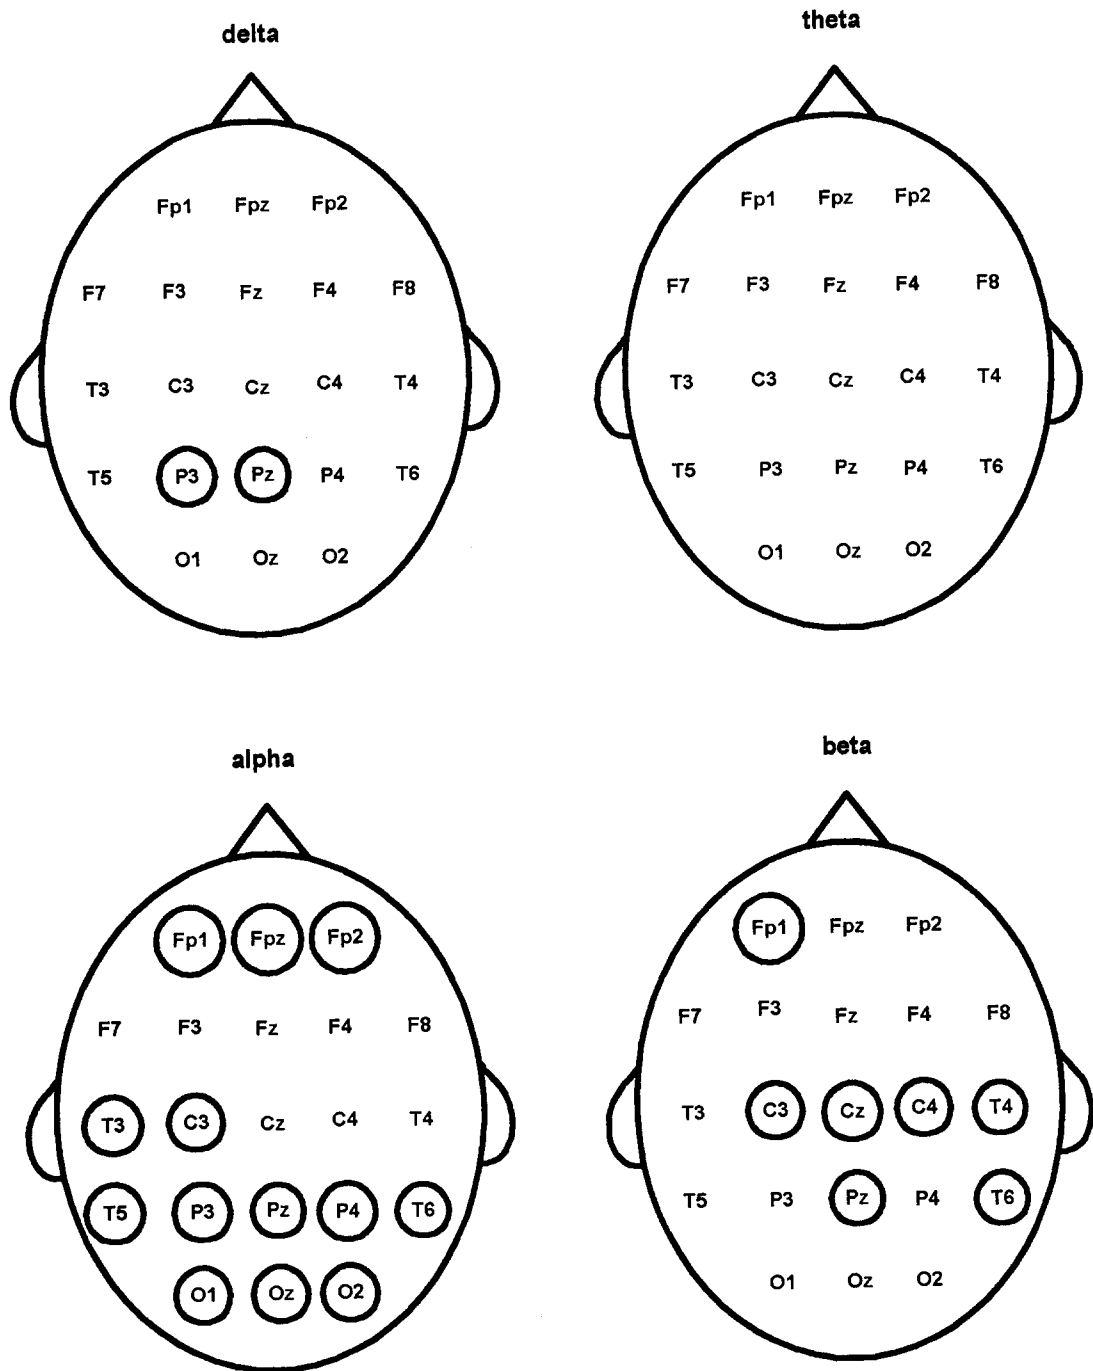 delta
Fp1 Fpz Fp2
F7 F3 Fz F4 F8
T3 C3 Cz C4 T4
T5 P3 Pz P4 T6
O1 Oz O2
theta
Fp1 Fpz Fp2
F7 F3 Fz F4 F8
T3 C3 Cz C4 T4
T5 P3 Pz P4 T6
O1 Oz O2
alpha
Fp1 Fpz Fp2
F7 F3 Fz F4 F8
T3 C3 Cz C4 T4
T5 P3 Pz P4 T6
O1 Oz O2
beta
Fp1 Fpz Fp2
F7 F3 Fz F4 F8
T3 C3 Cz C4 T4
T5 P3 Pz P4 T6
O1 Oz O2